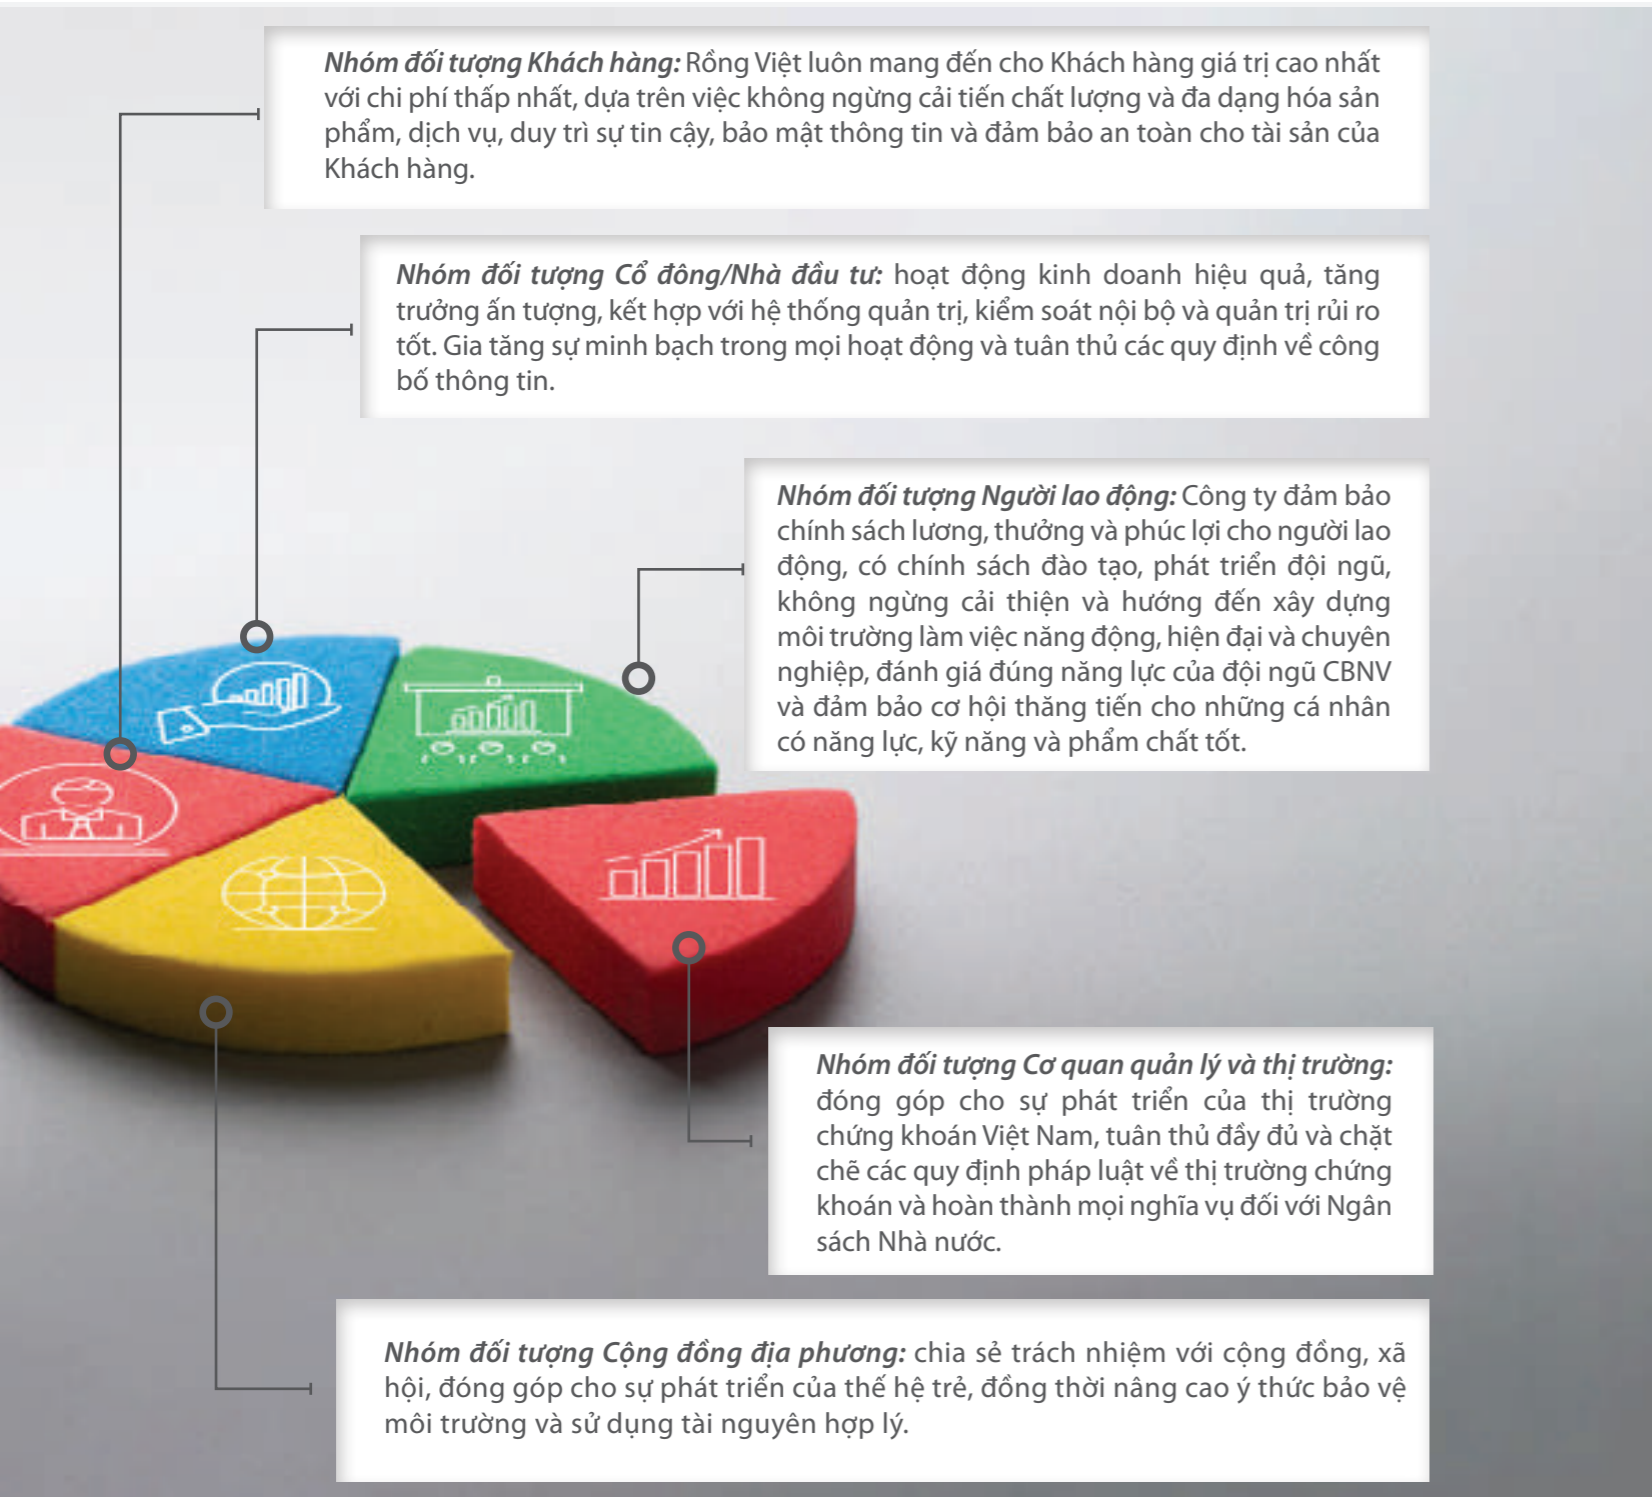 Nhóm đối tượng Khách hàng: Rồng Việt luôn mang đến cho Khách hàng giá trị cao nhất
với chi phí thấp nhất, dựa trên việc không ngừng cải tiến chất lượng và đa dạng hóa sản
phẩm, dịch vụ, duy trì sự tin cậy, bảo mật thông tin và đảm bảo an toàn cho tài sản của
Khách hàng.
Nhóm đối tượng Cổ đông/Nhà đầu tư: hoạt động kinh doanh hiệu quả, tăng
trưởng ấn tượng, kết hợp với hệ thống quản trị, kiểm soát nội bộ và quản trị rủi ro
tốt. Gia tăng sự minh bạch trong mọi hoạt động và tuân thủ các quy định về công
bố thông tin.
Nhóm đối tượng Người lao động: Công ty đảm bảo
chính sách lương, thưởng và phúc lợi cho người lao
động, có chính sách đào tạo, phát triển đội ngũ,
không ngừng cải thiện và hướng đến xây dựng
môi trường làm việc năng động, hiện đại và chuyên
nghiệp, đánh giá đúng năng lực của đội ngũ CBNV
và đảm bảo cơ hội thăng tiến cho những cá nhân
có năng lực, kỹ năng và phẩm chất tốt.
Nhóm đối tượng Cơ quan quản lý và thị trường:
đóng góp cho sự phát triển của thị trường
chứng khoán Việt Nam, tuân thủ đầy đủ và chặt
chẽ các quy định pháp luật về thị trường chứng
khoán và hoàn thành mọi nghĩa vụ đối với Ngân
sách Nhà nước.
Nhóm đối tượng Cộng đồng địa phương: chia sẻ trách nhiệm với cộng đồng, xã
hội, đóng góp cho sự phát triển của thế hệ trẻ, đồng thời nâng cao ý thức bảo vệ
môi trường và sử dụng tài nguyên hợp lý.